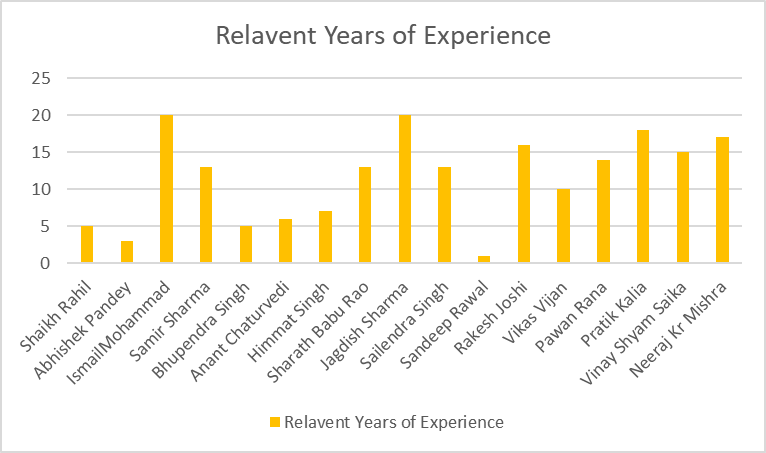 Relavent Years of Experience
25
20
15
10
5
0
Shaikh Rahil
Abhishek Pandey
IsmailMohammad
Samir Sharma
Bhupendra Singh
Anant Chaturvedi
Himmat Singh
Sharath Babu Rao
Jagdish Sharma
Sailendra Singh
Sandeep Rawal
Rakesh Joshi
Vikas Vijan
Pawan Rana
Pratik Kalia
Vinay Shyam Saika
Neeraj Kr Mishra
Relavent Years of Experience